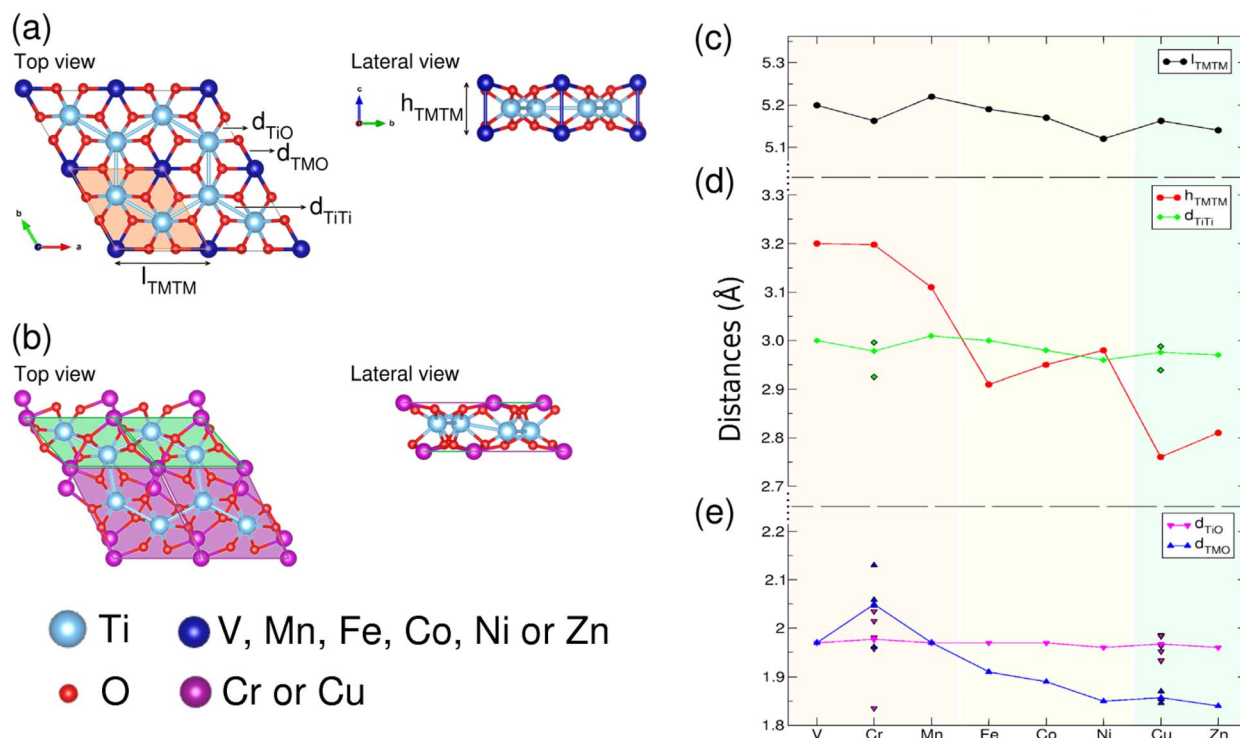 (a)
Top view
Lateral view
c
b
hTMTM
dTiO
dTMO
dTiTi
b
a
lTMTM
(b)
Top view
Lateral view
Ti
V, Mn, Fe, Co, Ni or Zn
O
Cr or Cu
(c)
lTMTM
5.3
5.2
5.1
(d)
hTMTM
dTiTi
3.3
3.2
3.1
3.0
2.9
2.8
2.7
Distances (Å)
(e)
dTiO
dTMO
2.2
2.1
2
1.9
1.8
V Cr Mn Fe Co Ni Cu Zn